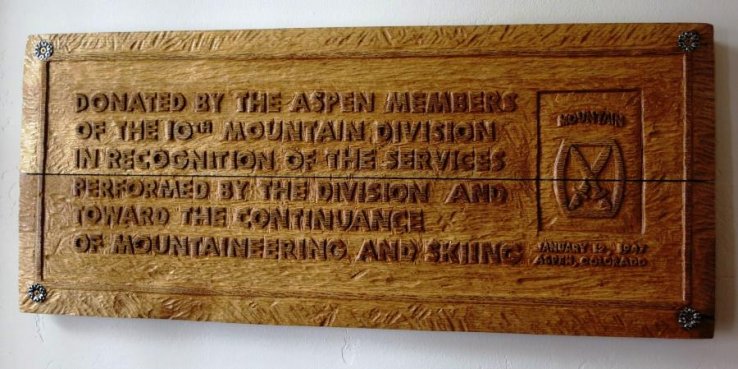 DONATED BY THE ASPEN MEMBERS
OF THE 10TH MOUNTAIN DIVISION
IN RECOGNITION OF THE SERVICES
PERFORMED BY THE DIVISION AND
TOWARD THE CONTINUANCE
OF MOUNTAINEERING AND SKIING
MOUNTAIN
JANUARY 12 1947
ASPEN, COLORADO